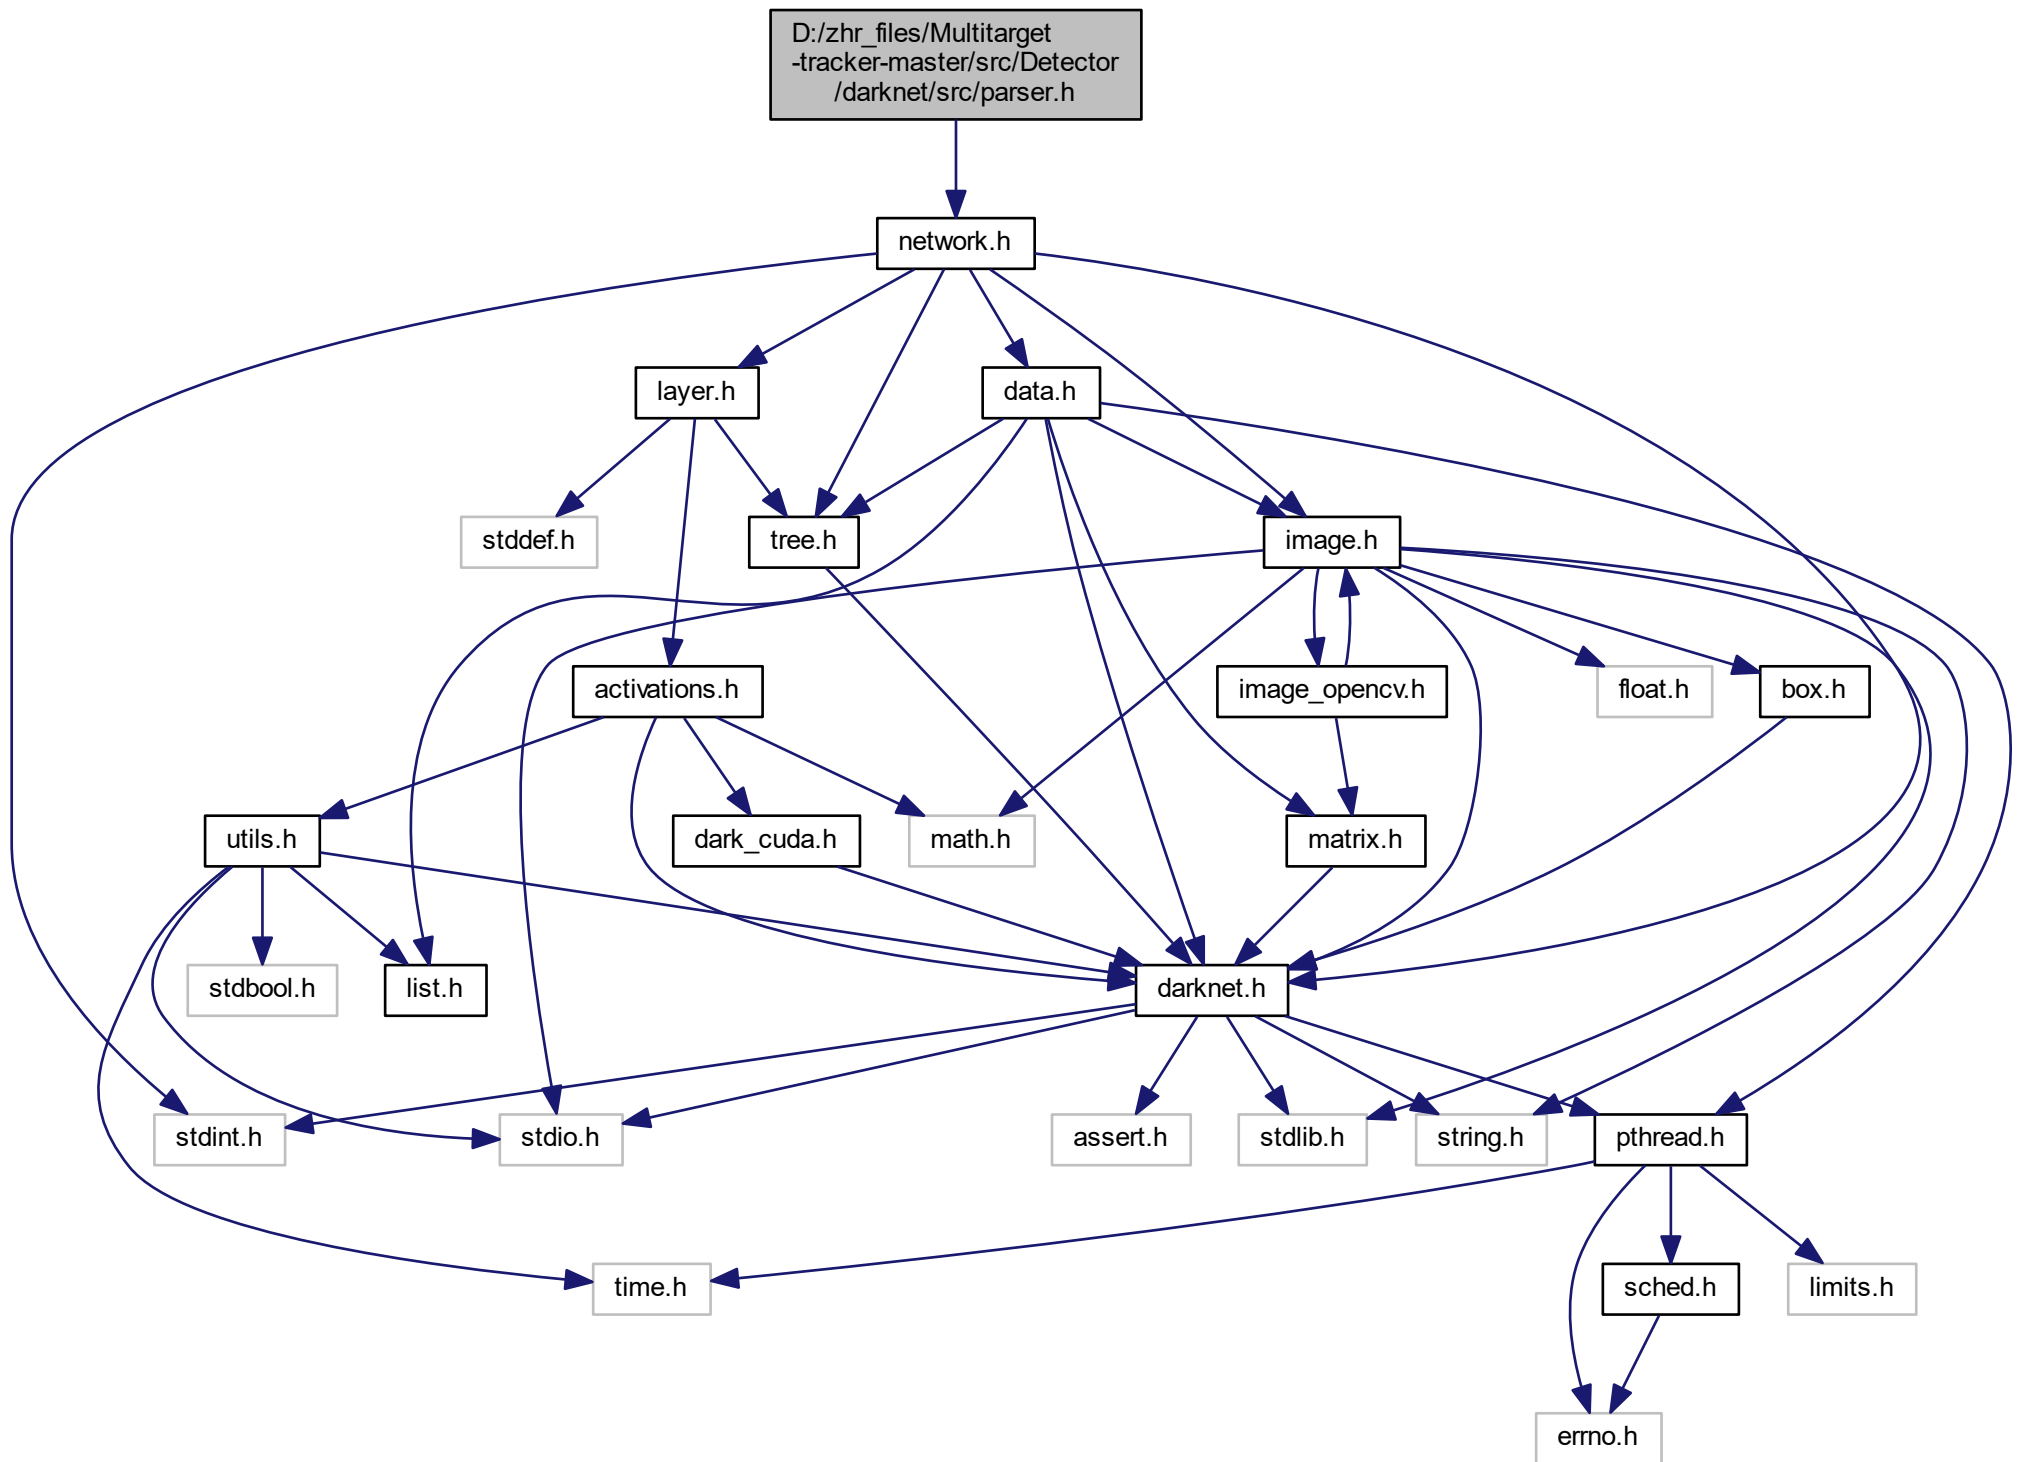 D:/zhr_files/Multitarget
-tracker-master/src/Detector
/darknet/src/parser.h
network.h
layer.h
data.h
stddef.h
tree.h
image.h
activations.h
image_opencv.h
float.h
box.h
utils.h
dark_cuda.h
math.h
matrix.h
stdbool.h
list.h
darknet.h
stdint.h
stdio.h
assert.h
stdlib.h
string.h
pthread.h
time.h
sched.h
limits.h
errno.h